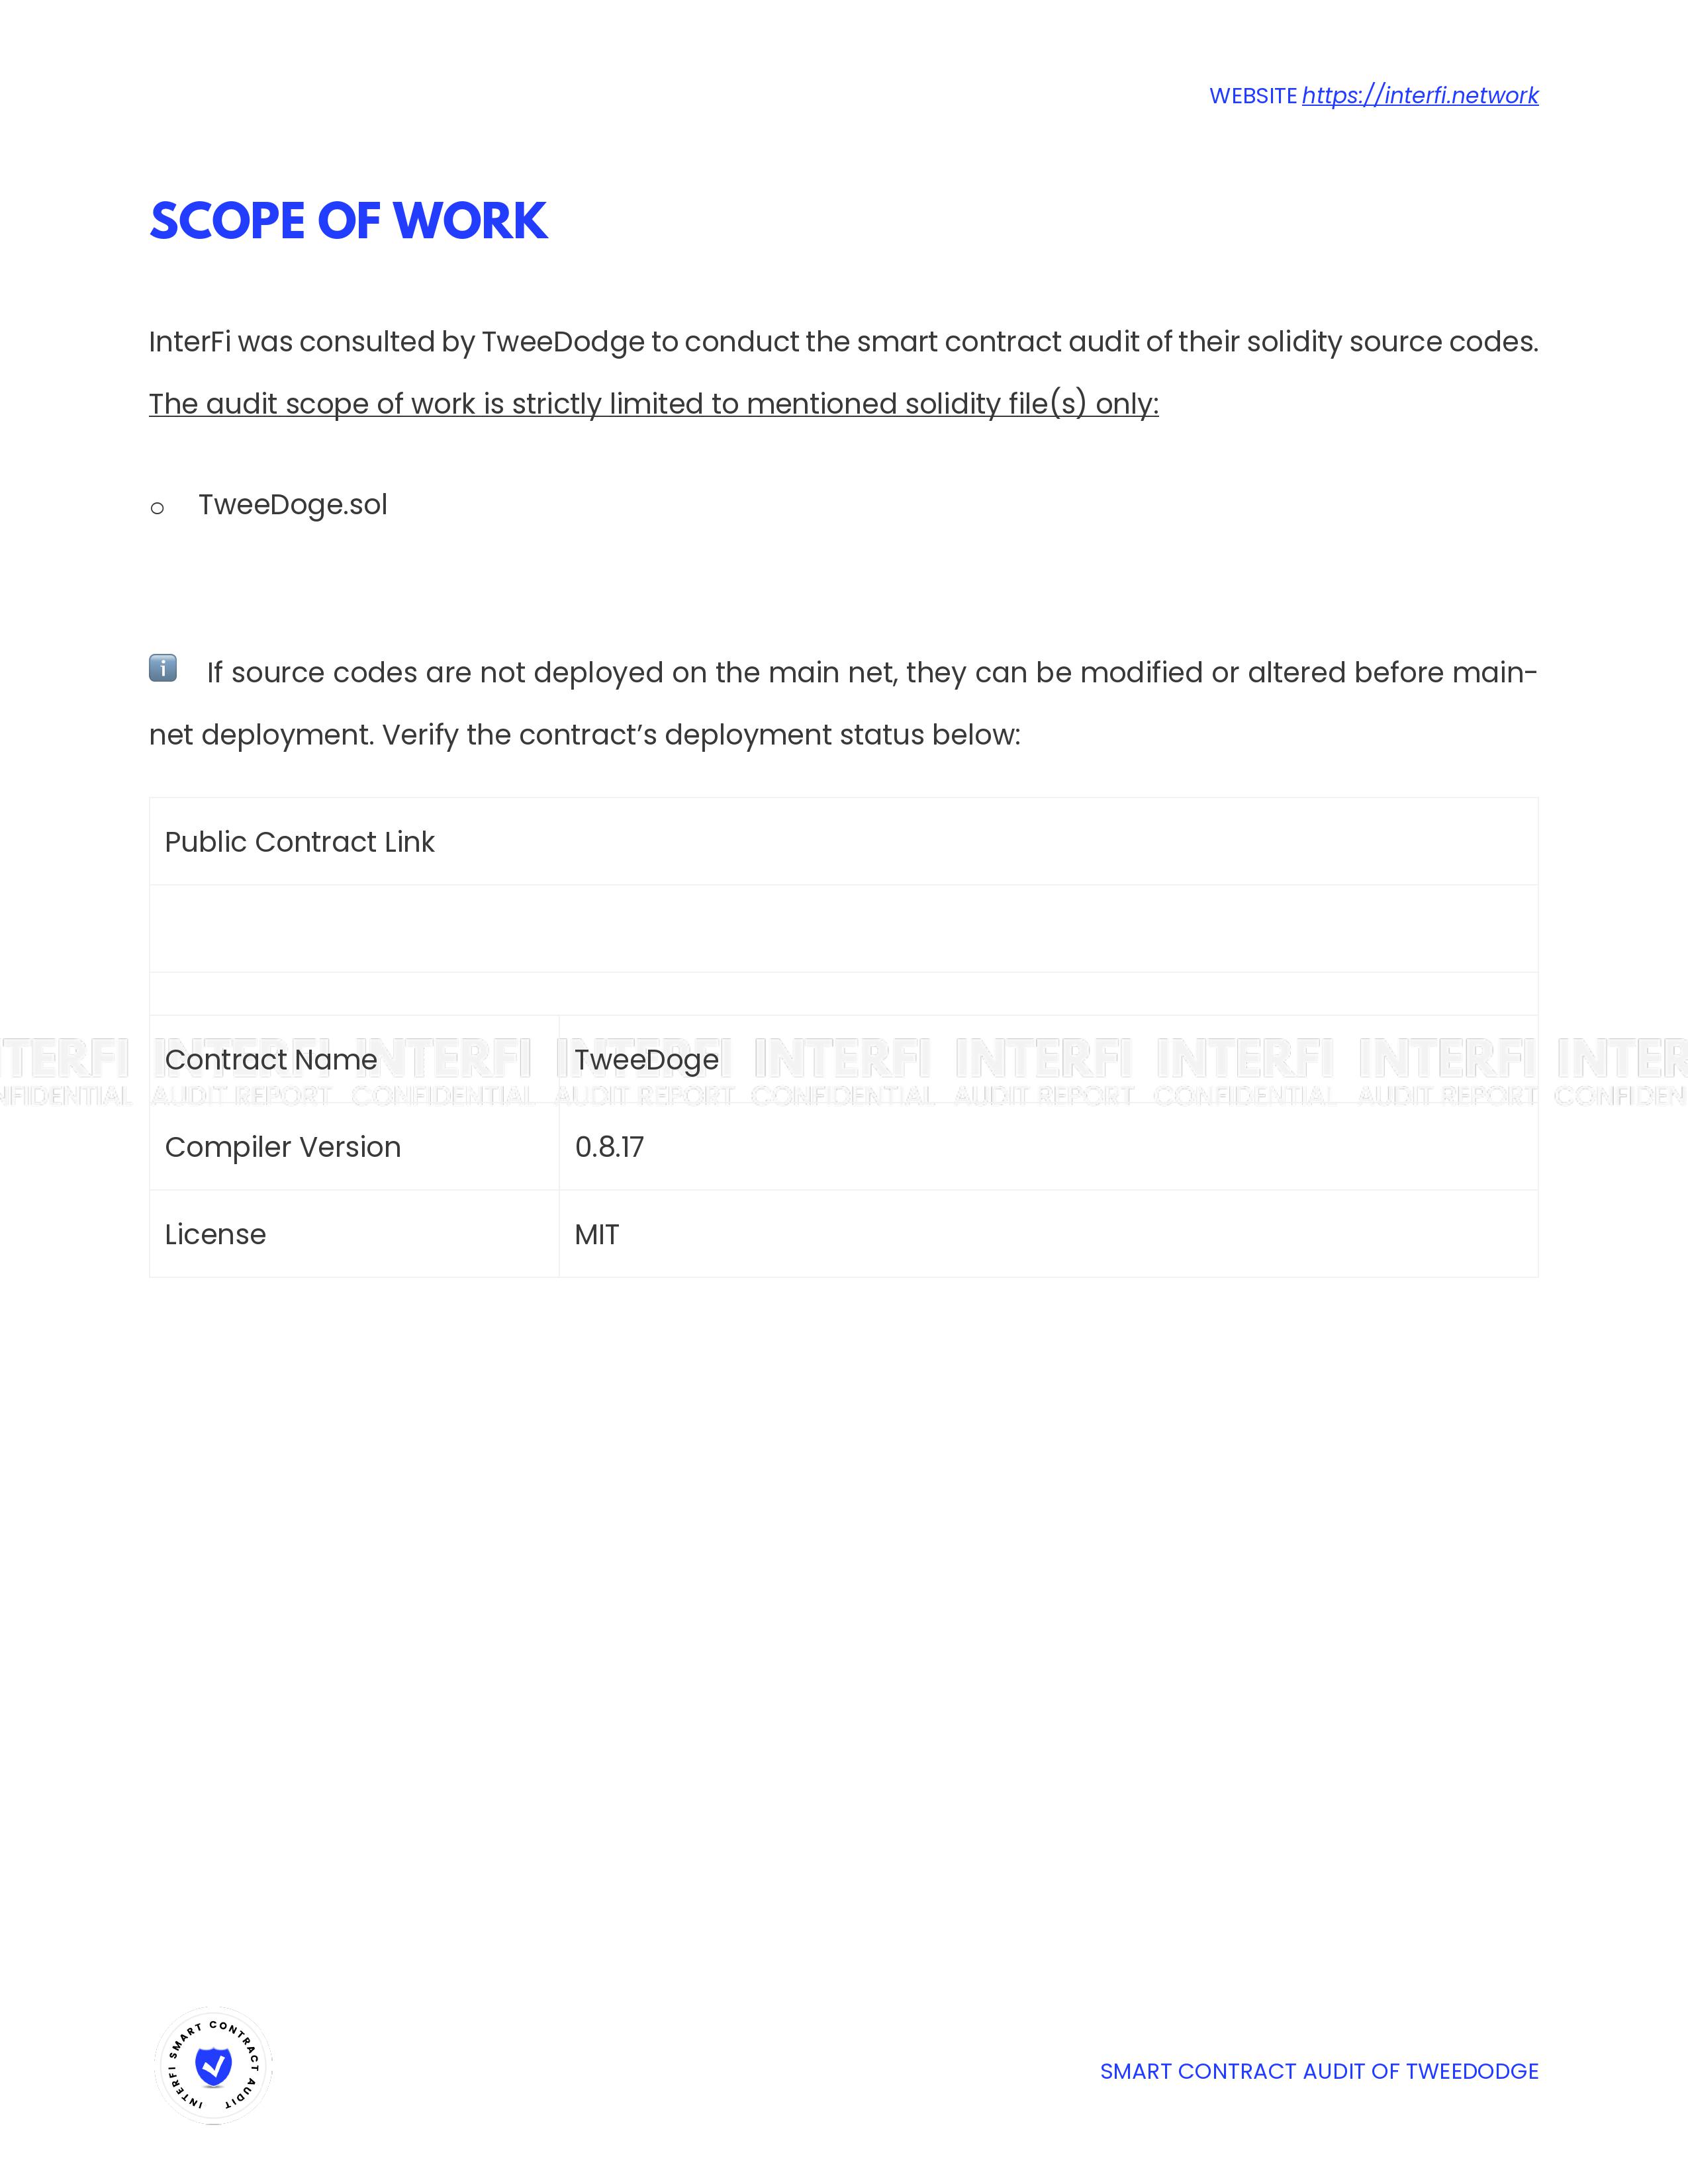 WEBSITE https://interfi.network
SCOPE OF WORK
InterFi was consulted by TweeDodge to conduct the smart contract audit of their solidity source codes.
The audit scope of work is strictly limited to mentioned solidity file(s) only:
o TweeDoge.sol
i If source codes are not deployed on the main net, they can be modified or altered before main-
net deployment. Verify the contract’s deployment status below:
Public Contract Link
TERFI INTERFI INTERFI INTERFI INTERFI INTERFI INTERFI INTERFI INTER
NFIDENTIAL AUDIT REPORT CONFIDENTIAL AUDIT REPORT CONFIDENTIAL AUDIT REPORT CONFIDENTIAL AUDIT REPORT CONFIDEN
Contract Name TweeDoge
Compiler Version 0.8.17
License MIT
INTERFI SMART CONTRACT AUDIT
SMART CONTRACT AUDIT OF TWEEDODGE